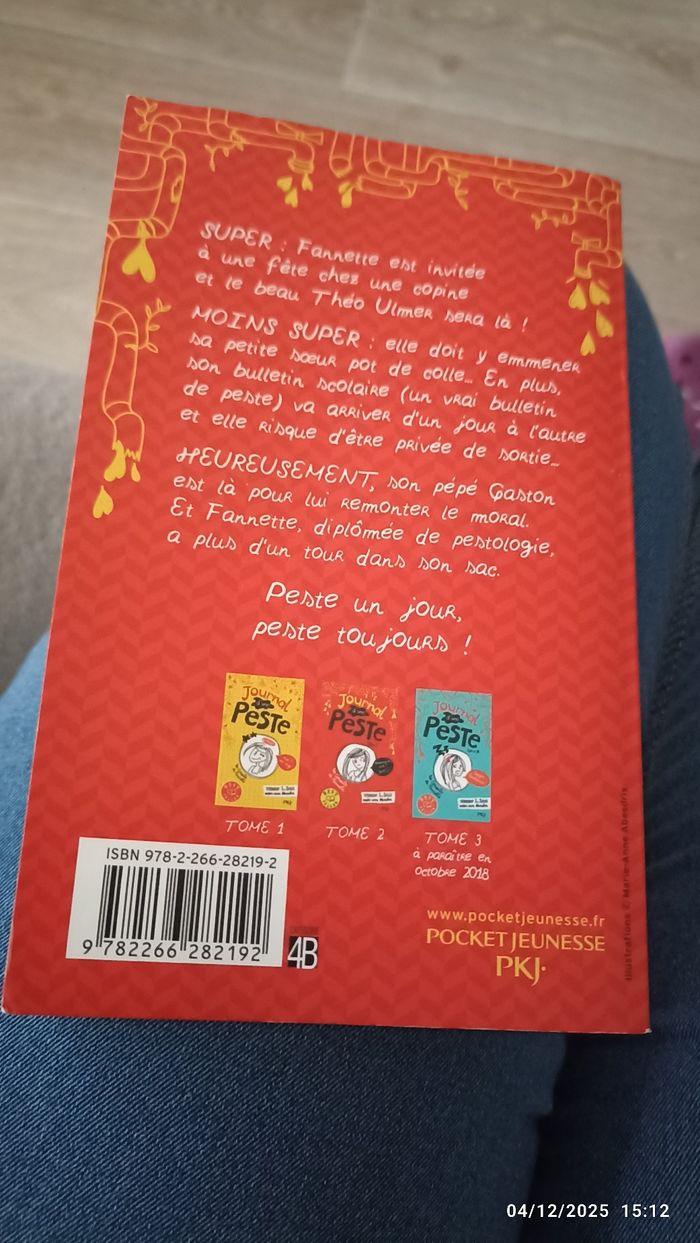 SUPER : Fannette est invitée
à une fête chez une copine
et le beau Théo Ulmer sera là !
MOINS SUPER : elle doit y emmener
sa petite sœur pot de colle... En plus,
son bulletin scolaire (un vrai bulletin
de peste) va arriver d'un jour à l'autre
et elle risque d'être privée de sortie...
HEUREUSEMENT, son pépé Gaston
est là pour lui remonter le moral.
Et Fannette, diplômée de pestologie,
a plus d'un tour dans son sac.
Peste un jour,
peste toujours !
Journal
PESTE
PKJ
Journal
PESTE
PKJ
Journal
PESTE
TOME 1
TOME 2
TOME 3
à paraître en
octobre 2018
ISBN 978-2-266-28219-2
9 782266 282192
4B
www.pocketjeunesse.fr
POCKET JEUNESSE
PKJ·
Illustrations © Marie-Anne Abesdris
04/12/2025 15:12